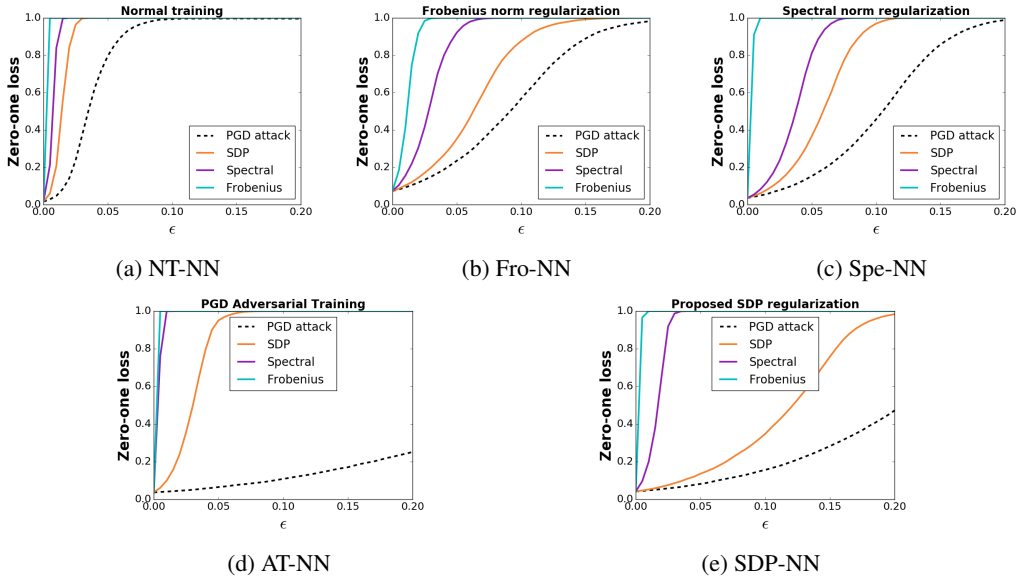 Normal training
Zero-one loss
1.0
0.8
0.6
0.4
0.2
0.0
0.00 0.05 0.10 0.15 0.20
ϵ
PGD attack
SDP
Spectral
Frobenius
(a) NT-NN
Frobenius norm regularization
Zero-one loss
1.0
0.8
0.6
0.4
0.2
0.0
0.00 0.05 0.10 0.15 0.20
ϵ
PGD attack
SDP
Spectral
Frobenius
(b) Fro-NN
Spectral norm regularization
Zero-one loss
1.0
0.8
0.6
0.4
0.2
0.0
0.00 0.05 0.10 0.15 0.20
ϵ
PGD attack
SDP
Spectral
Frobenius
(c) Spe-NN
PGD Adversarial Training
Zero-one loss
1.0
0.8
0.6
0.4
0.2
0.0
0.00 0.05 0.10 0.15 0.20
ϵ
PGD attack
SDP
Spectral
Frobenius
(d) AT-NN
Proposed SDP regularization
Zero-one loss
1.0
0.8
0.6
0.4
0.2
0.0
0.00 0.05 0.10 0.15 0.20
ϵ
PGD attack
SDP
Spectral
Frobenius
(e) SDP-NN